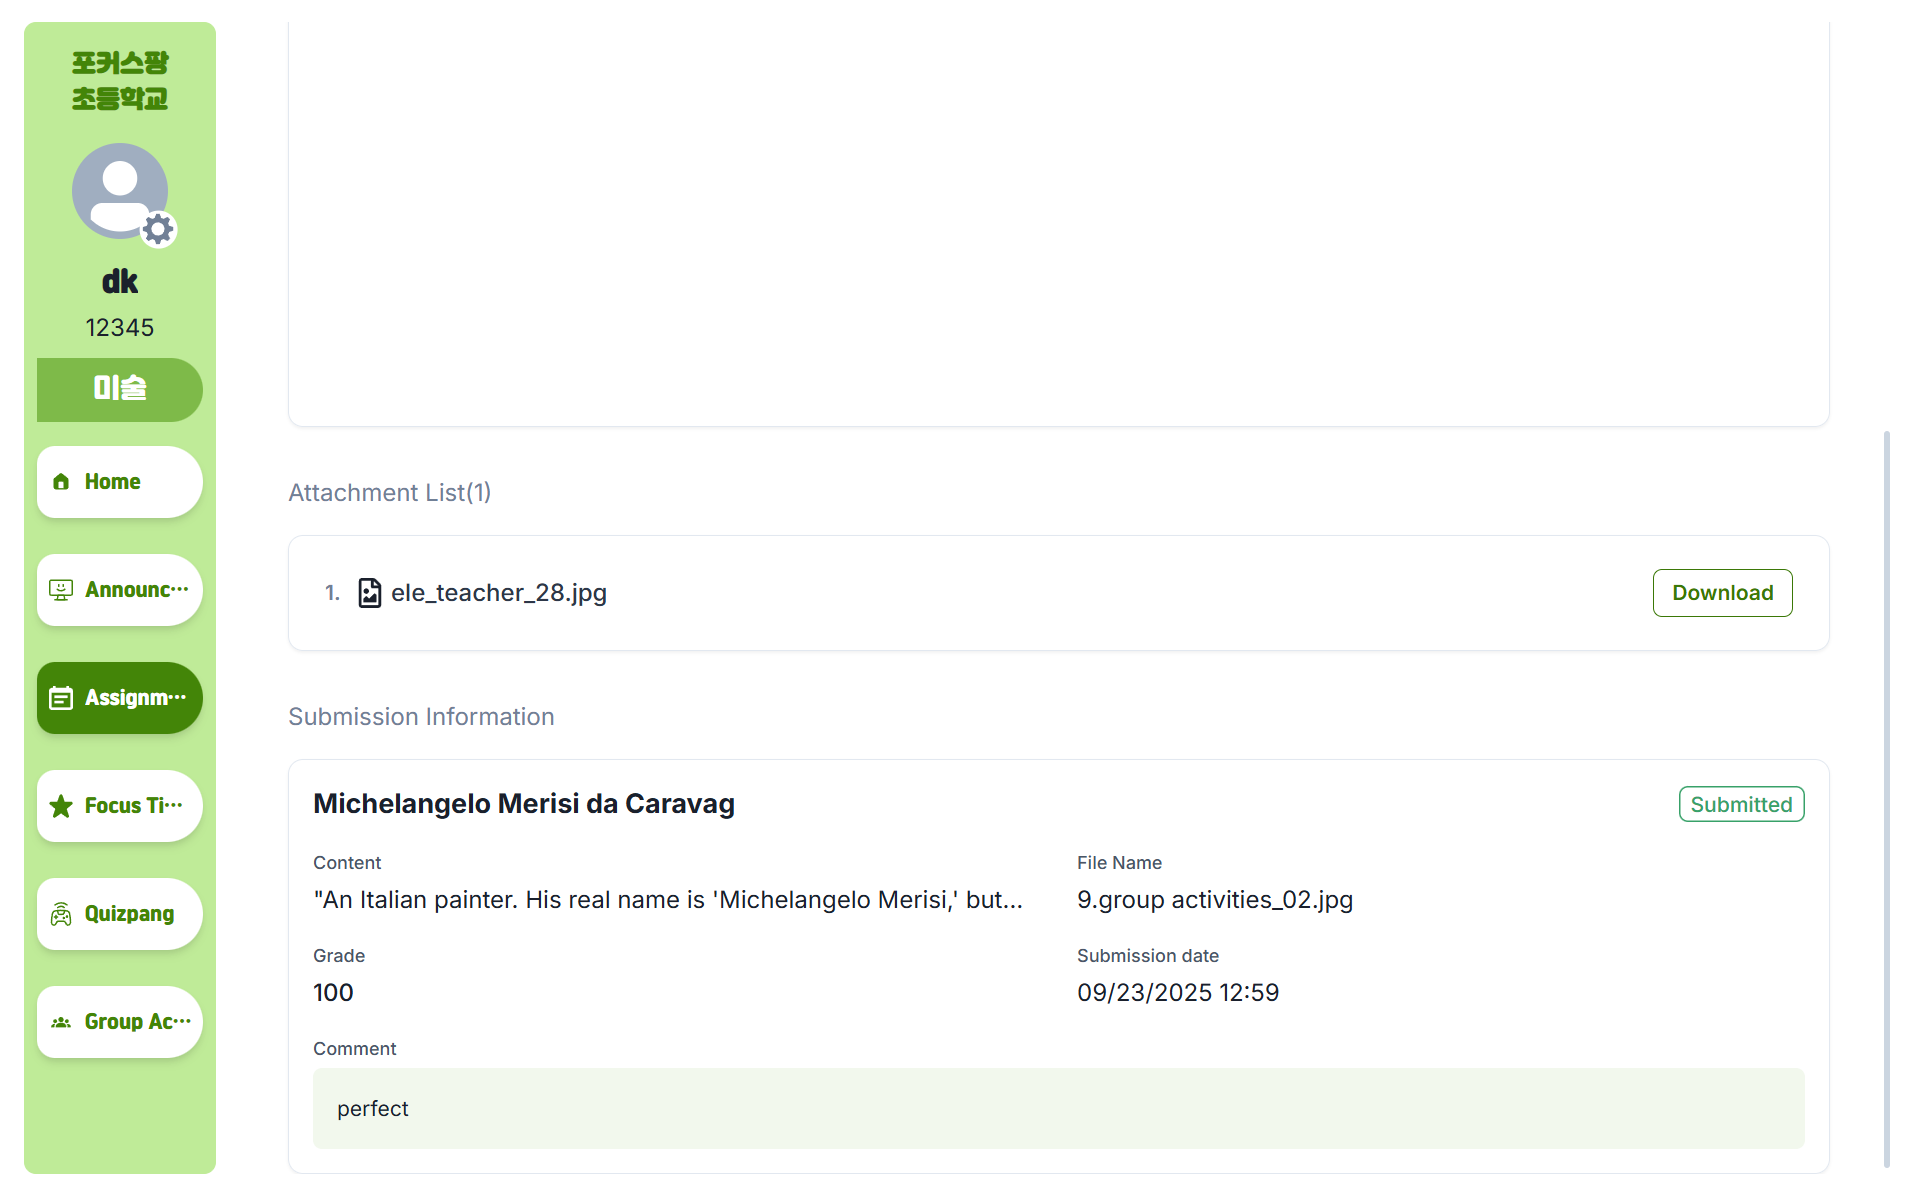 포커스팡
초등학교
dk
12345
미술
Home
Announc···
Assignm···
Focus Ti···
Quizpang
Group Ac···
Attachment List(1)
1. ele_teacher_28.jpg
Download
Submission Information
Michelangelo Merisi da Caravag
Submitted
Content
"An Italian painter. His real name is 'Michelangelo Merisi,' but...
File Name
9.group activities_02.jpg
Grade
100
Submission date
09/23/2025 12:59
Comment
perfect